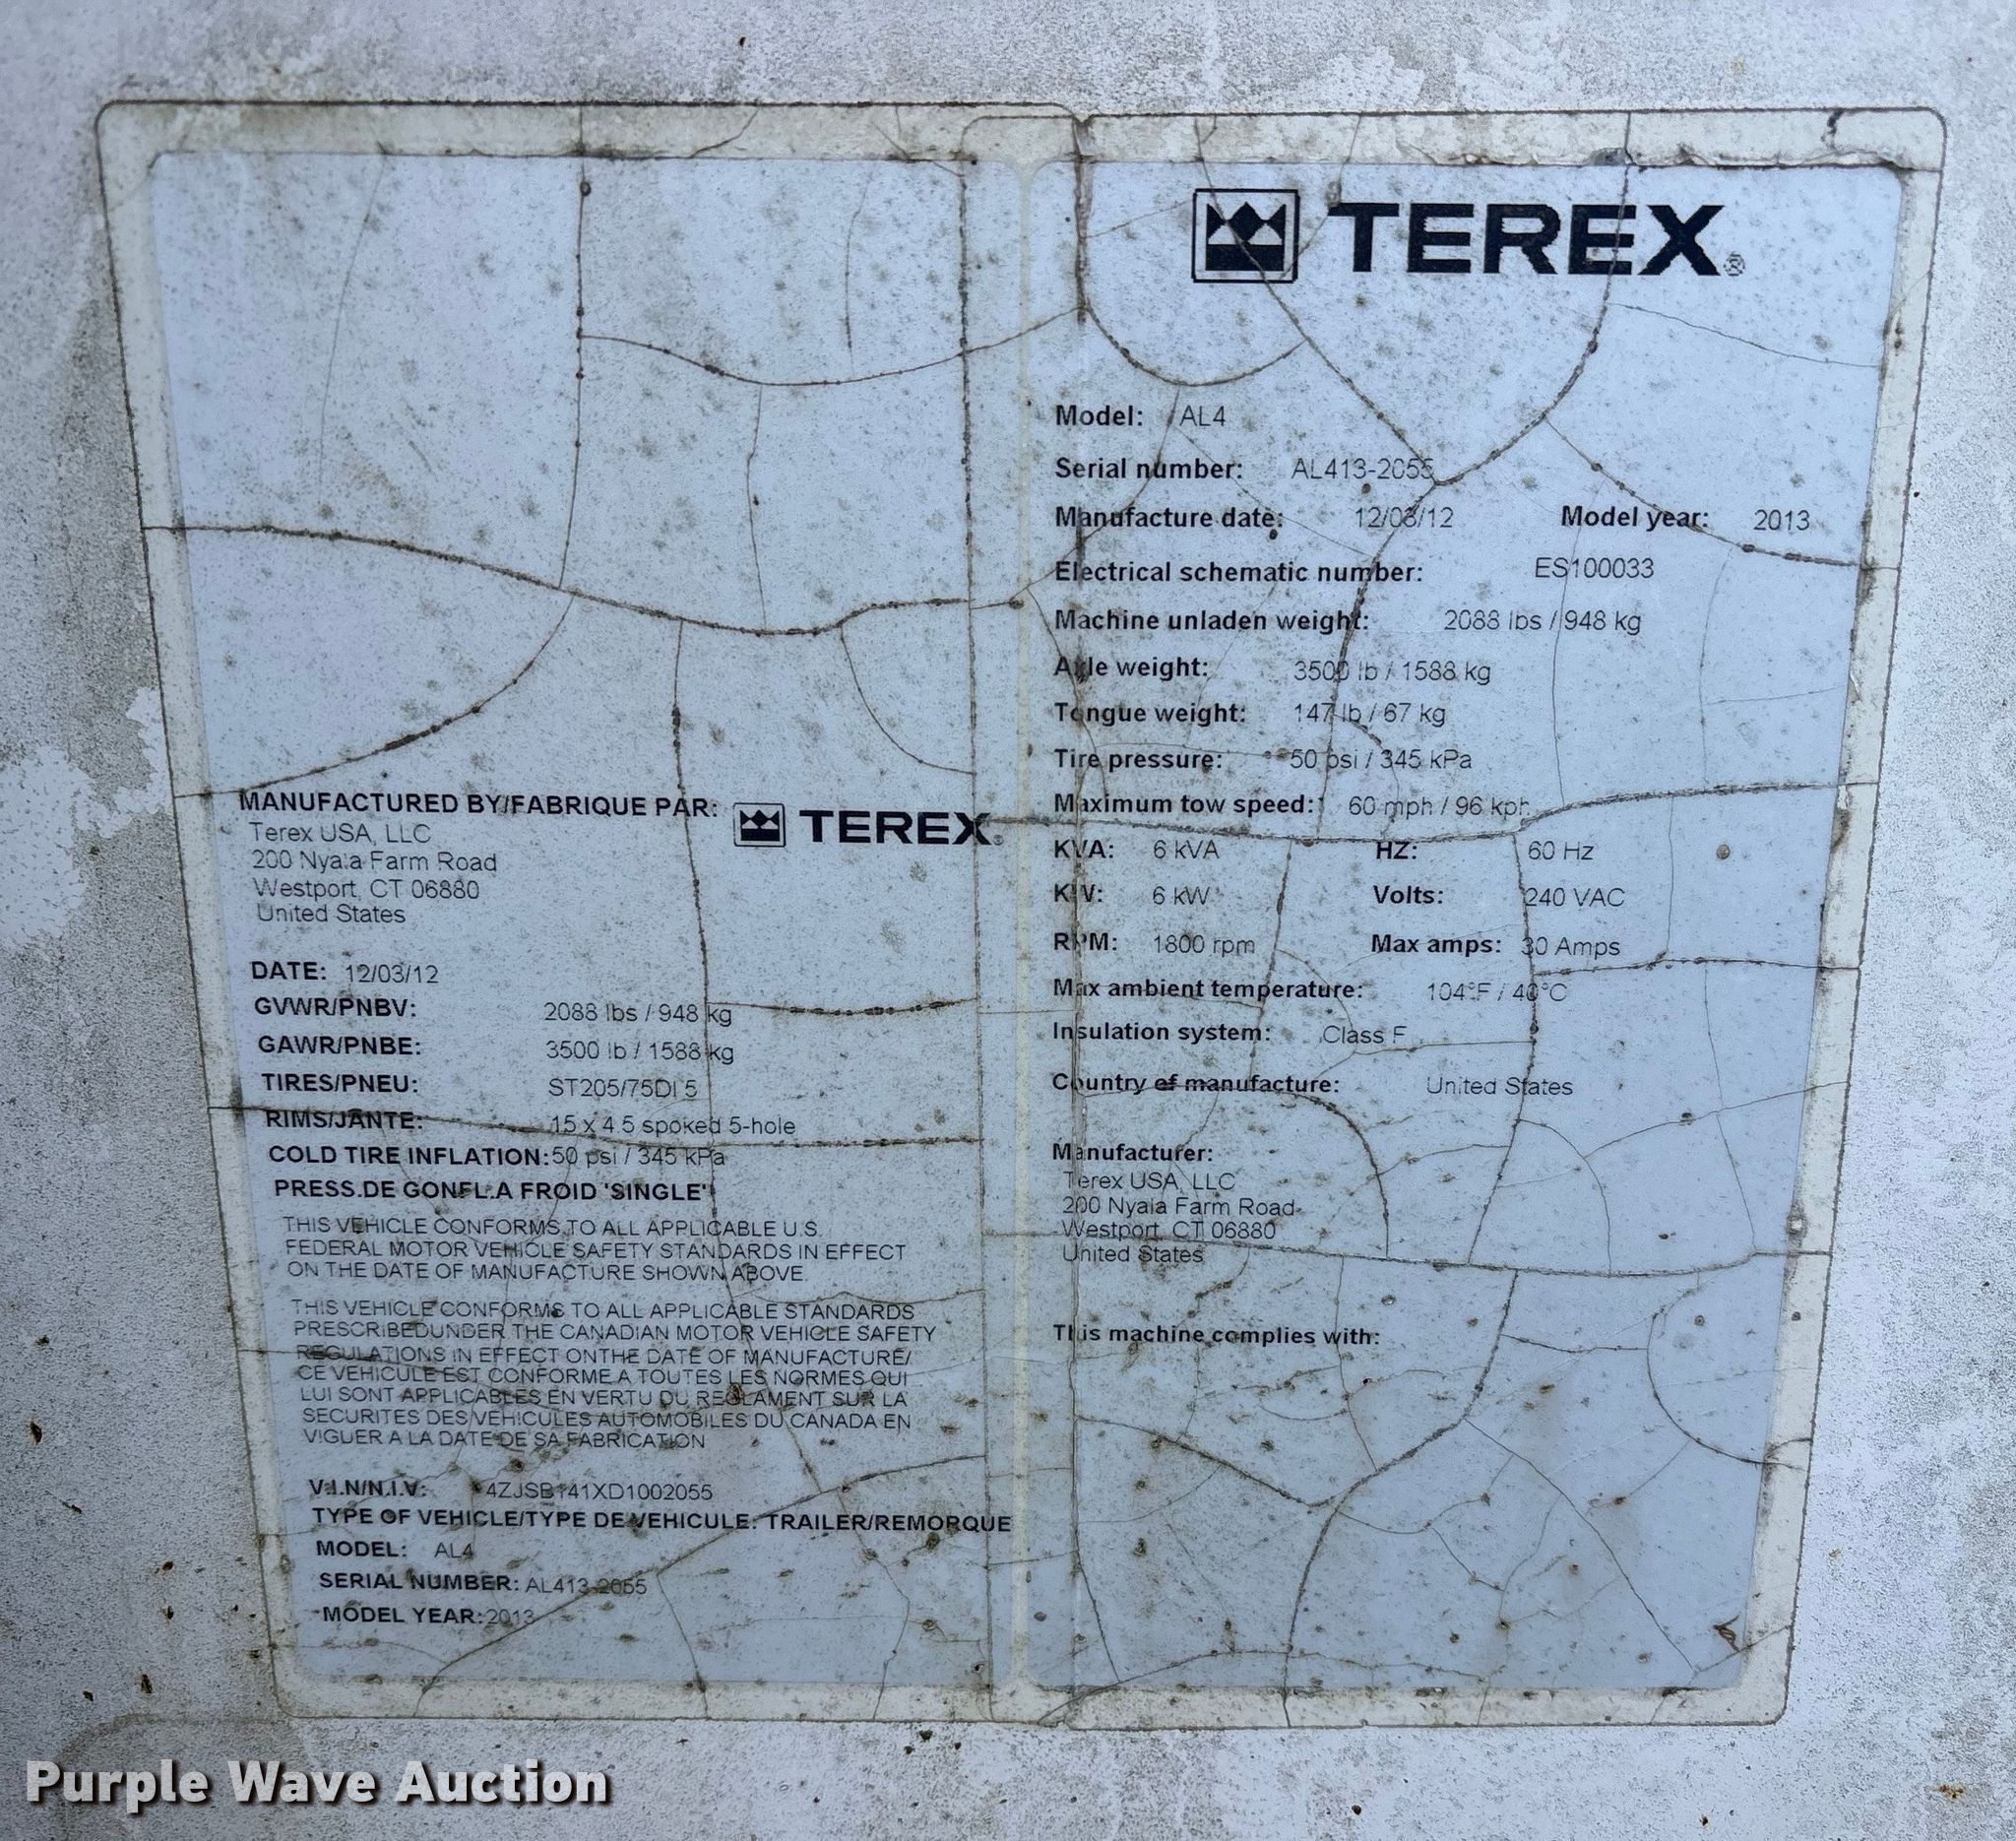 MANUFACTURED BY/FABRIQUE PAR: TEREX
Terex USA, LLC
200 Nyala Farm Road
Westport, CT 06880
United States
DATE: 12/03/12
GVWR/PNBV: 2088 lbs / 948 kg
GAWR/PNBE: 3500 lb / 1588 kg
TIRES/PNEU: ST205/75D15
RIMS/JANTE: 15 x 4.5 spoked 5-hole
COLD TIRE INFLATION: 50 psi / 345 kPa
PRESS.DE GONFL.A FROID 'SINGLE'
THIS VEHICLE CONFORMS TO ALL APPLICABLE U.S.
FEDERAL MOTOR VEHICLE SAFETY STANDARDS IN EFFECT
ON THE DATE OF MANUFACTURE SHOWN ABOVE.
THIS VEHICLE CONFORMS TO ALL APPLICABLE STANDARDS
PRESCRIBEDUNDER THE CANADIAN MOTOR VEHICLE SAFETY
REGULATIONS IN EFFECT ONTHE DATE OF MANUFACTURE/
CE VEHICULE EST CONFORME A TOUTES LES NORMES QUI
LUI SONT APPLICABLES EN VERTU DU REGLAMENT SUR LA
SECURITES DES VEHICULES AUTOMOBILES DU CANADA EN
VIGUER A LA DATE DE SA FABRICATION
V.I.N/N.I.V: 4ZJSB141XD1002055
TYPE OF VEHICLE/TYPE DE VEHICULE: TRAILER/REMORQUE
MODEL: AL4
SERIAL NUMBER: AL413-2055
MODEL YEAR: 2013
TEREX®
Model: AL4
Serial number: AL413-2055
Manufacture date: 12/03/12 Model year: 2013
Electrical schematic number: ES100033
Machine unladen weight: 2088 lbs / 948 kg
Axle weight: 3500 lb / 1588 kg
Tongue weight: 147 lb / 67 kg
Tire pressure: 50 psi / 345 kPa
Maximum tow speed: 60 mph / 96 kph
KVA: 6 kVA HZ: 60 Hz
KW: 6 kW Volts: 240 VAC
RPM: 1800 rpm Max amps: 30 Amps
Max ambient temperature: 104°F / 40°C
Insulation system: Class F
Country of manufacture: United States
Manufacturer:
Terex USA, LLC
200 Nyala Farm Road
Westport, CT 06880
United States
This machine complies with:
Purple Wave Auction